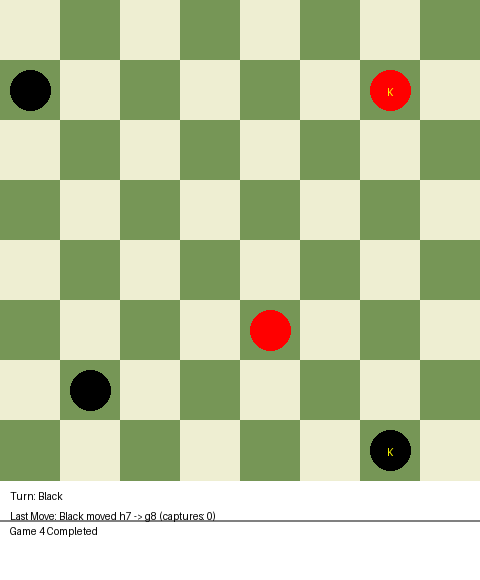 K
K
Turn: Black
Last Move: Black moved h7 -> g8 (captures: 0)
Game 4 Completed